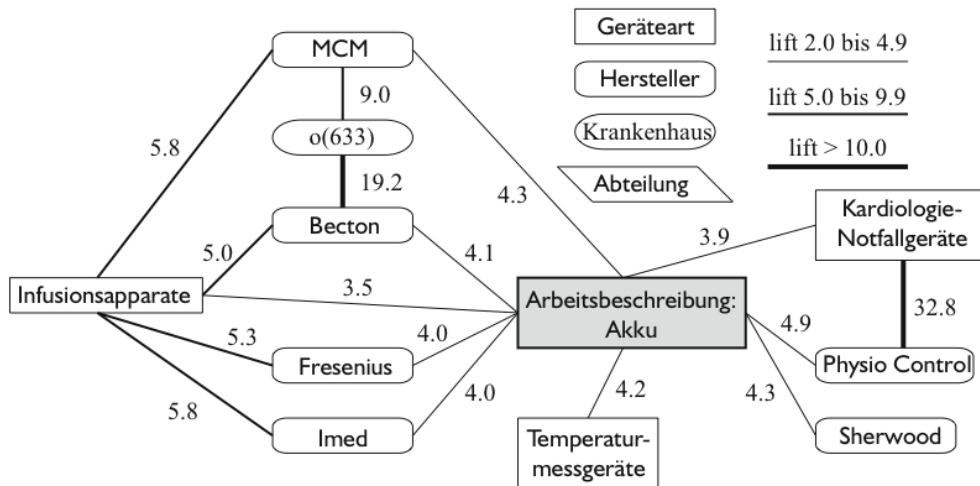 MCM
Geräteart
lift 2.0 bis 4.9
Hersteller
9.0
lift 5.0 bis 9.9
o(633)
Krankenhaus
5.8
lift > 10.0
19.2
4.3
Abteilung
Becton
Kardiologie-
Notfallgeräte
3.9
5.0
4.1
Infusionsapparate
3.5
Arbeitsbeschreibung:
Akku
32.8
5.3
4.0
4.9
Fresenius
Physio Control
5.8
4.0
4.2
4.3
Imed
Temperatur-
messgeräte
Sherwood